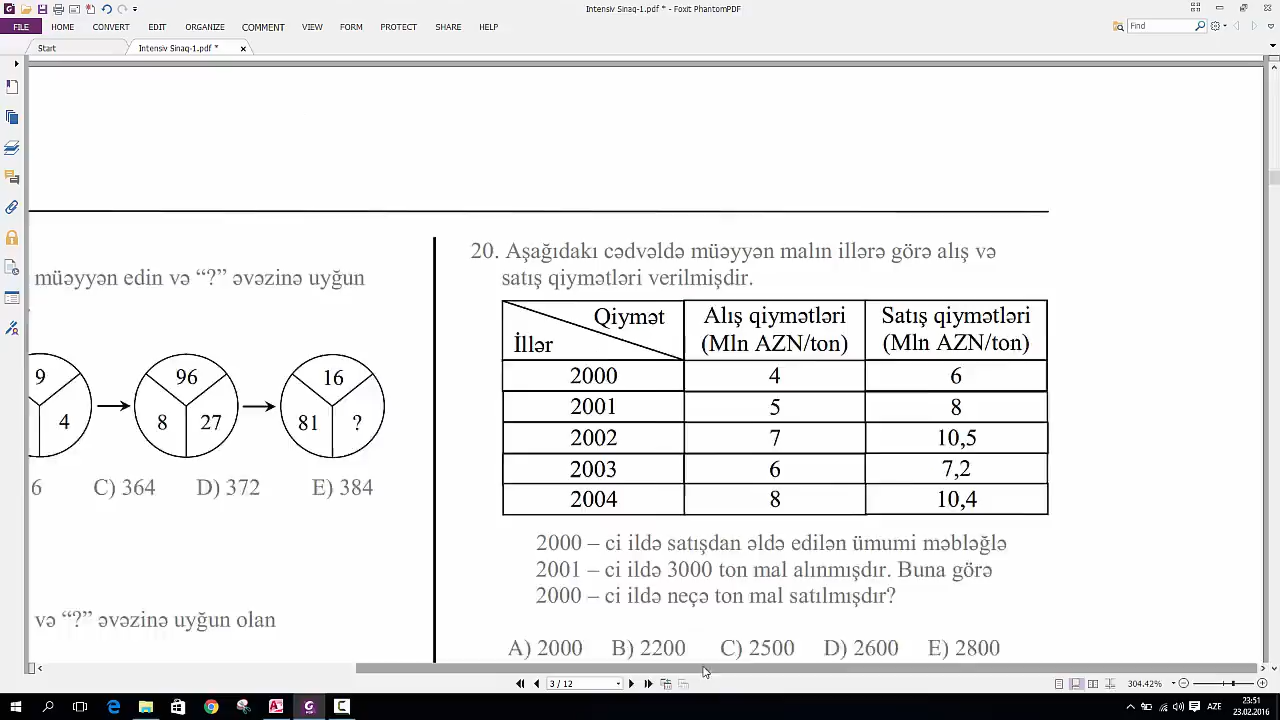 Intensiv Sinaq-1.pdf * - Foxit PhantomPDF
FILE HOME CONVERT EDIT ORGANIZE COMMENT VIEW FORM PROTECT SHARE HELP
Find
Start
Intensiv Sinaq-1.pdf *
müəyyən edin və “?” əvəzinə uyğun
9
4
96
8
27
16
81
?
6 C) 364 D) 372 E) 384
və “?” əvəzinə uyğun olan
20. Aşağıdakı cədvəldə müəyyən malın illərə görə alış və
satış qiymətləri verilmişdir.
Qiymət
İllər
Alış qiymətləri
(Mln AZN/ton)
Satış qiymətləri
(Mln AZN/ton)
2000 4 6
2001 5 8
2002 7 10,5
2003 6 7,2
2004 8 10,4
2000 – ci ildə satışdan əldə edilən ümumi məbləğlə
2001 – ci ildə 3000 ton mal alınmışdır. Buna görə
2000 – ci ildə neçə ton mal satılmışdır?
A) 2000 B) 2200 C) 2500 D) 2600 E) 2800
3 / 12
304.42%
AZE
23:51
23.02.2016